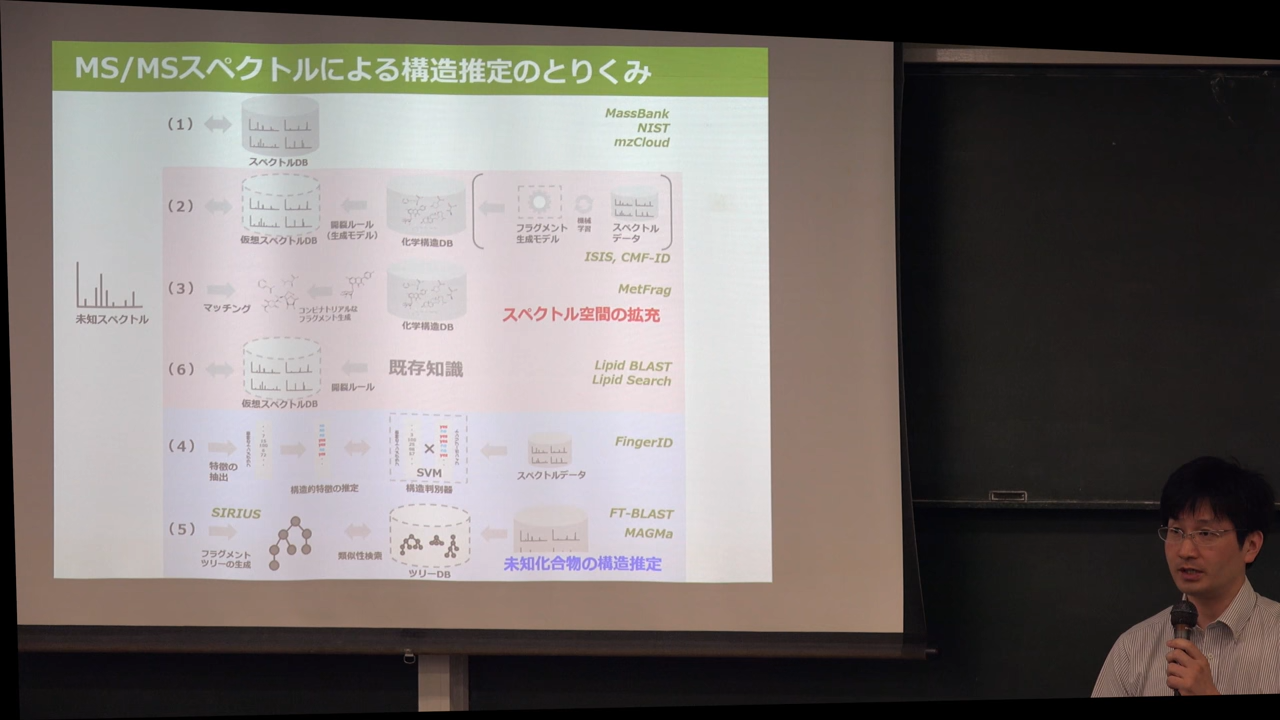 MS/MSスペクトルによる構造推定のとりくみ
(1)
スペクトルDB
MassBank
NIST
mzCloud
(2)
仮想スペクトルDB
開裂ルール
(生成モデル)
化学構造DB
フラグメント
生成モデル
機械
学習
スペクトル
データ
ISIS, CMF-ID
未知スペクトル
(3)
マッチング
コンビナトリアルな
フラグメント生成
化学構造DB
MetFrag
スペクトル空間の拡充
(6)
仮想スペクトルDB
開裂ルール
既存知識
Lipid BLAST
Lipid Search
(4)
特徴の
抽出
構造的特徴の推定
×
SVM
構造判別器
スペクトルデータ
FingerID
(5)
SIRIUS
フラグメント
ツリーの生成
類似性検索
ツリーDB
FT-BLAST
MAGMa
未知化合物の構造推定